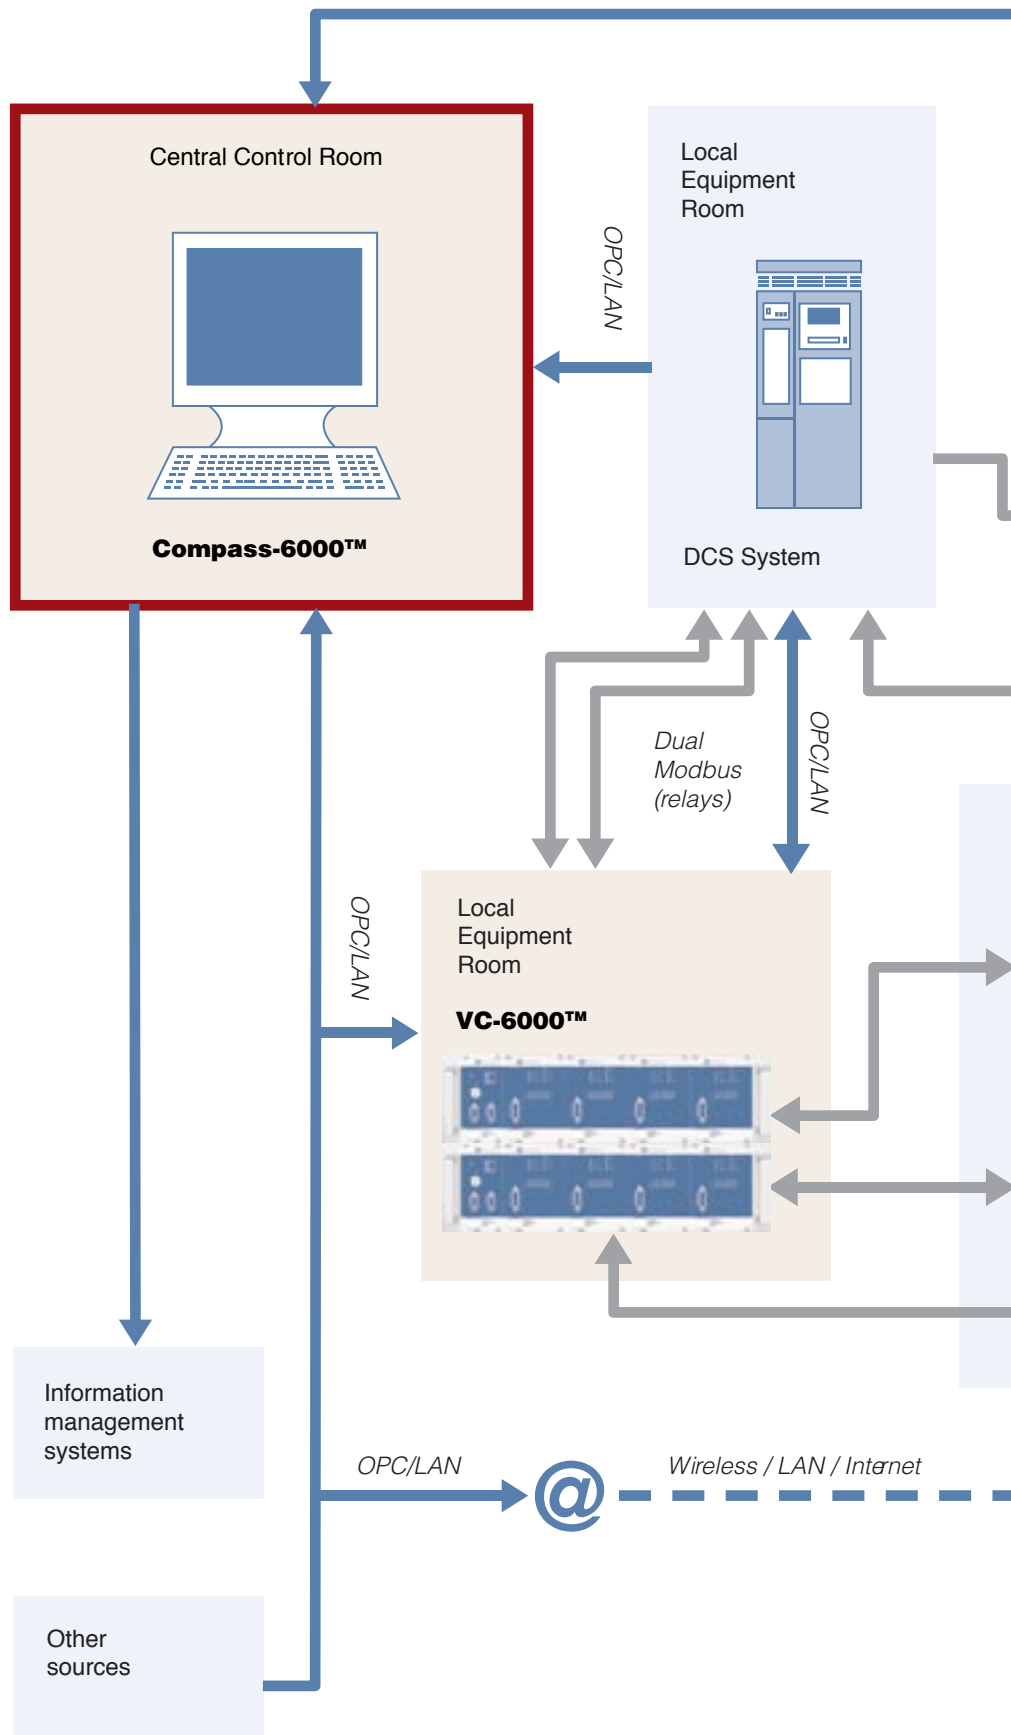 Central Control Room
Compass-6000™
OPC/LAN
Local
Equipment
Room
DCS System
Dual
Modbus
(relays)
OPC/LAN
OPC/LAN
Local
Equipment
Room
VC-6000™
Information
management
systems
OPC/LAN
@
Wireless / LAN / Internet
Other
sources